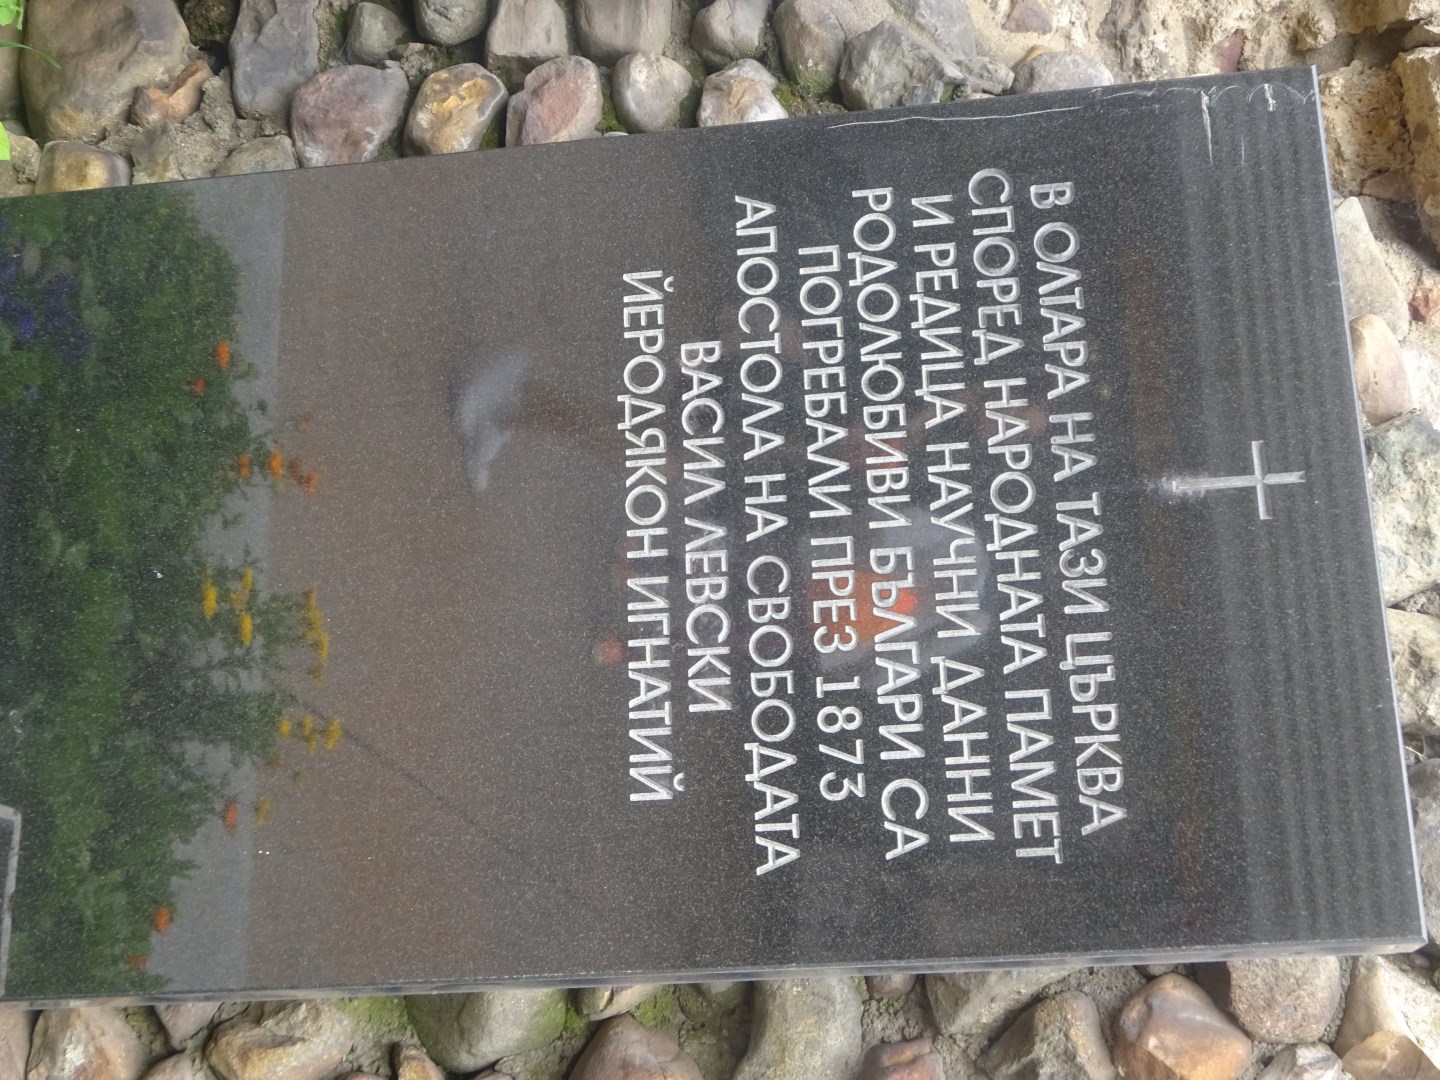 В ОЛТАРА НА ТАЗИ ЦЪРКВА
СПОРЕД НАРОДНАТА ПАМЕТ
И РЕДИЦА НАУЧНИ ДАННИ
РОДОЛЮБИВИ БЪЛГАРИ СА
ПОГРЕБАЛИ ПРЕЗ 1873
АПОСТОЛА НА СВОБОДАТА
ВАСИЛ ЛЕВСКИ
ЙЕРОДЯКОН ИГНАТИЙ